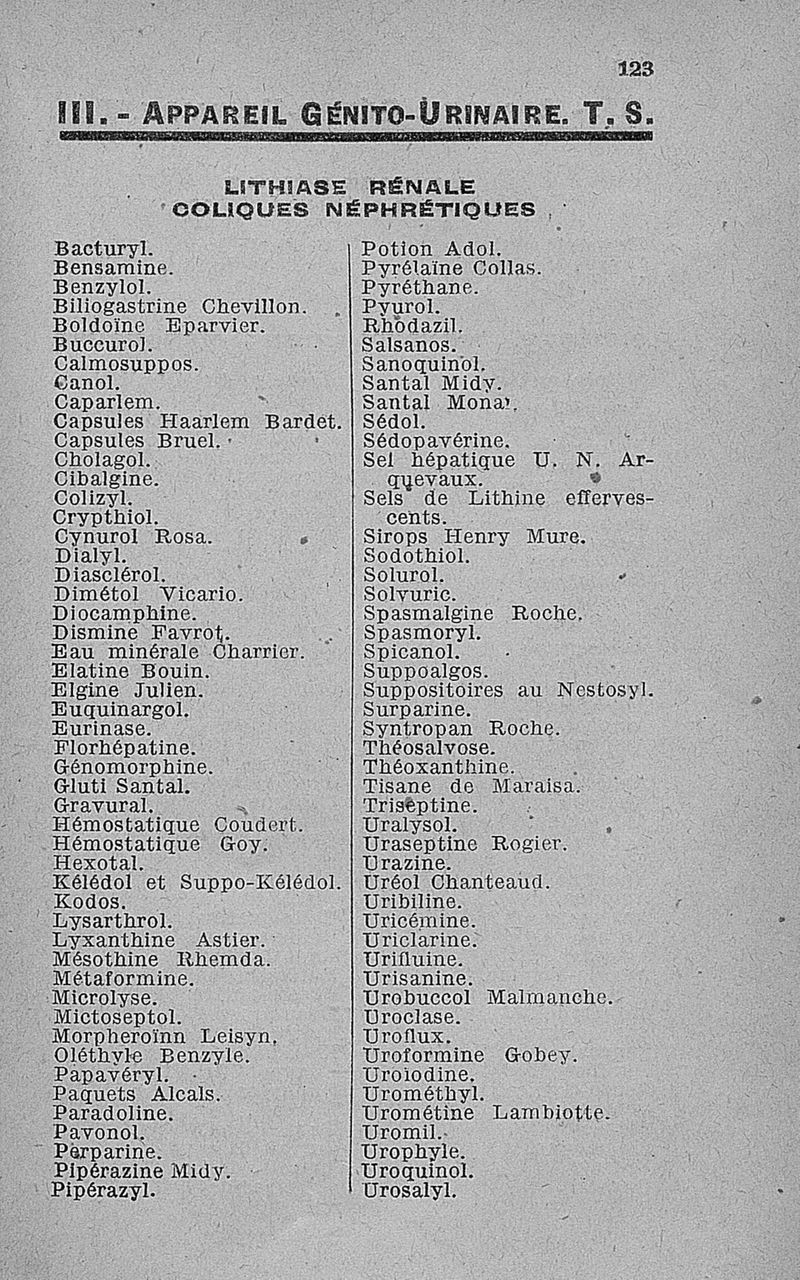 123
III. - APPAREIL GÉNITO-URINAIRE. T. S.
LITHIASE RÉNALE
COLIQUES NÉPHRÉTIQUES
Bacturyl.
Bensamine.
Benzylol.
Biliogastrine Chevillon.
Boldoïne Eparvier.
Buccurol.
Calmosuppos.
Canol.
Caparlem.
Capsules Haarlem Bardet.
Capsules Bruel.
Cholagol.
Cibalgine.
Colizyl.
Crypthiol.
Cynurol Rosa.
Dialyl.
Diasclérol.
Dimétol Vicario.
Diocamphine.
Dismine Favrot.
Eau minérale Charrier.
Elatine Bouin.
Elgine Julien.
Euquinargol.
Eurinase.
Florhépatine.
Génomorphine.
Gluti Santal.
Gravural.
Hémostatique Coudert.
Hémostatique Goy.
Hexotal.
Kélédol et Suppo-Kélédol.
Kodos.
Lysarthrol.
Lyxanthine Astier.
Mésothine Rhemda.
Métaformine.
Microlyse.
Mictoseptol.
Morpheroïnn Leisyn.
Oléthyle Benzyle.
Papavéryl.
Paquets Alcals.
Paradoline.
Pavonol.
Perparine.
Pipérazine Midy.
Pipérazyl.
Potion Adol.
Pyrélaïne Collas.
Pyréthane.
Pyurol.
Rhodazil.
Salsanos.
Sanoquinol.
Santal Midy.
Santal Monal.
Sédol.
Sédopavérine.
Sel hépatique U. N. Ar-
quevaux.
Sels de Lithine efferves-
cents.
Sirops Henry Mure.
Sodothiol.
Solurol.
Solvuric.
Spasmalgine Roche.
Spasmoryl.
Spicanol.
Suppoalgos.
Suppositoires au Nestosyl.
Surparine.
Syntropan Roche.
Théosalvose.
Théoxanthine.
Tisane de Maraisa.
Triseptine.
Uralysol.
Uraseptine Rogier.
Urazine.
Uréol Chanteaud.
Uribiline.
Uricémine.
Uriclarine.
Urifluine.
Urisanine.
Urobuccol Malmanche.
Uroclase.
Uroflux.
Uroformine Gobey.
Uroiodine.
Urométhyl.
Urométine Lambiotte.
Uromil.
Urophyle.
Uroquinol.
Urosalyl.